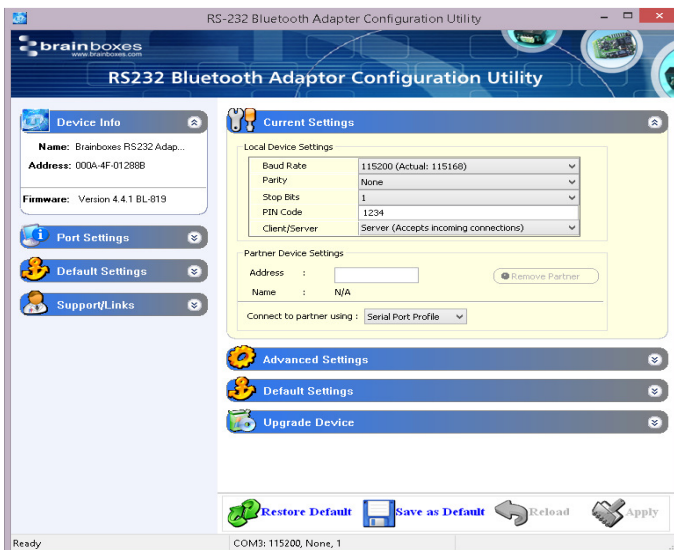 RS-232 Bluetooth Adapter Configuration Utility
brainboxes
www.brainboxes.com
RS232 Bluetooth Adaptor Configuration Utility
Device Info
Name: Brainboxes RS232 Adap...
Address: 000A-4F-01288B
Firmware: Version 4.4.1 BL-819
Port Settings
Default Settings
Support/Links
Current Settings
Local Device Settings
Baud Rate 115200 (Actual: 115168)
Parity None
Stop Bits 1
PIN Code 1234
Client/Server Server (Accepts incoming connections)
Partner Device Settings
Address :
Remove Partner
Name : N/A
Connect to partner using : Serial Port Profile
Advanced Settings
Default Settings
Upgrade Device
Restore Default
Save as Default
Reload
Apply
Ready
COM3: 115200, None, 1